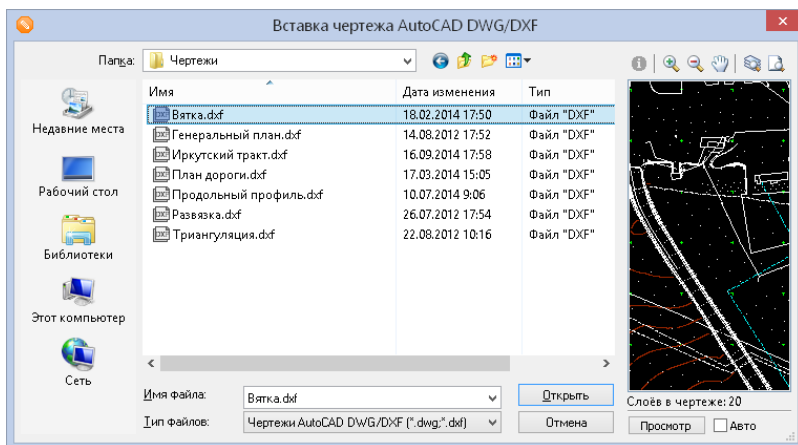 Вставка чертежа AutoCAD DWG/DXF
Папка: Чертежи
Имя Дата изменения Тип
Вятка.dxf 18.02.2014 17:50 Файл "DXF"
Генеральный план.dxf 14.08.2012 17:52 Файл "DXF"
Иркутский тракт.dxf 16.09.2014 17:58 Файл "DXF"
План дороги.dxf 17.03.2014 15:05 Файл "DXF"
Продольный профиль.dxf 10.07.2014 9:06 Файл "DXF"
Развязка.dxf 26.07.2012 17:54 Файл "DXF"
Триангуляция.dxf 22.08.2012 10:16 Файл "DXF"
Недавние места
Рабочий стол
Библиотеки
Этот компьютер
Сеть
Имя файла: Вятка.dxf Открыть
Тип файлов: Чертежи AutoCAD DWG/DXF (*.dwg;*.dxf) Отмена
Слоёв в чертеже: 20
Просмотр Авто